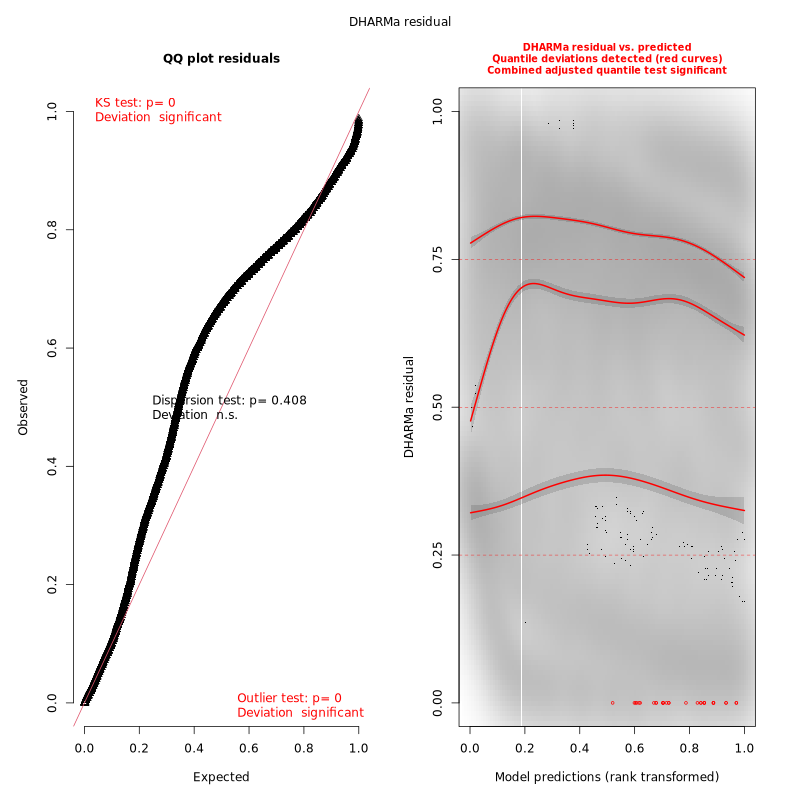 DHARMa residual
QQ plot residuals
KS test: p= 0
Deviation  significant
Dispersion test: p= 0.408
Deviation  n.s.
Outlier test: p= 0
Deviation  significant
Observed
0.0 0.2 0.4 0.6 0.8 1.0
Expected
0.0 0.2 0.4 0.6 0.8 1.0
DHARMa residual vs. predicted
Quantile deviations detected (red curves)
Combined adjusted quantile test significant
DHARMa residual
0.00 0.25 0.50 0.75 1.00
Model predictions (rank transformed)
0.0 0.2 0.4 0.6 0.8 1.0